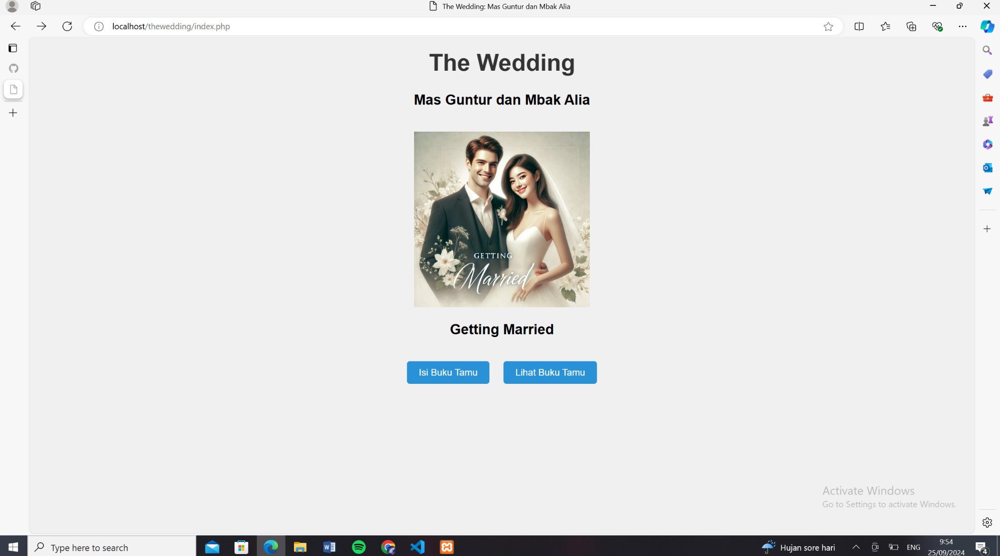 The Wedding: Mas Guntur dan Mbak Alia
localhost/thewedding/index.php
The Wedding
Mas Guntur dan Mbak Alia
GETTING
Married
Getting Married
Isi Buku Tamu
Lihat Buku Tamu
Activate Windows
Go to Settings to activate Windows.
Type here to search
Hujan sore hari
ENG
9:54
25/09/2024
4